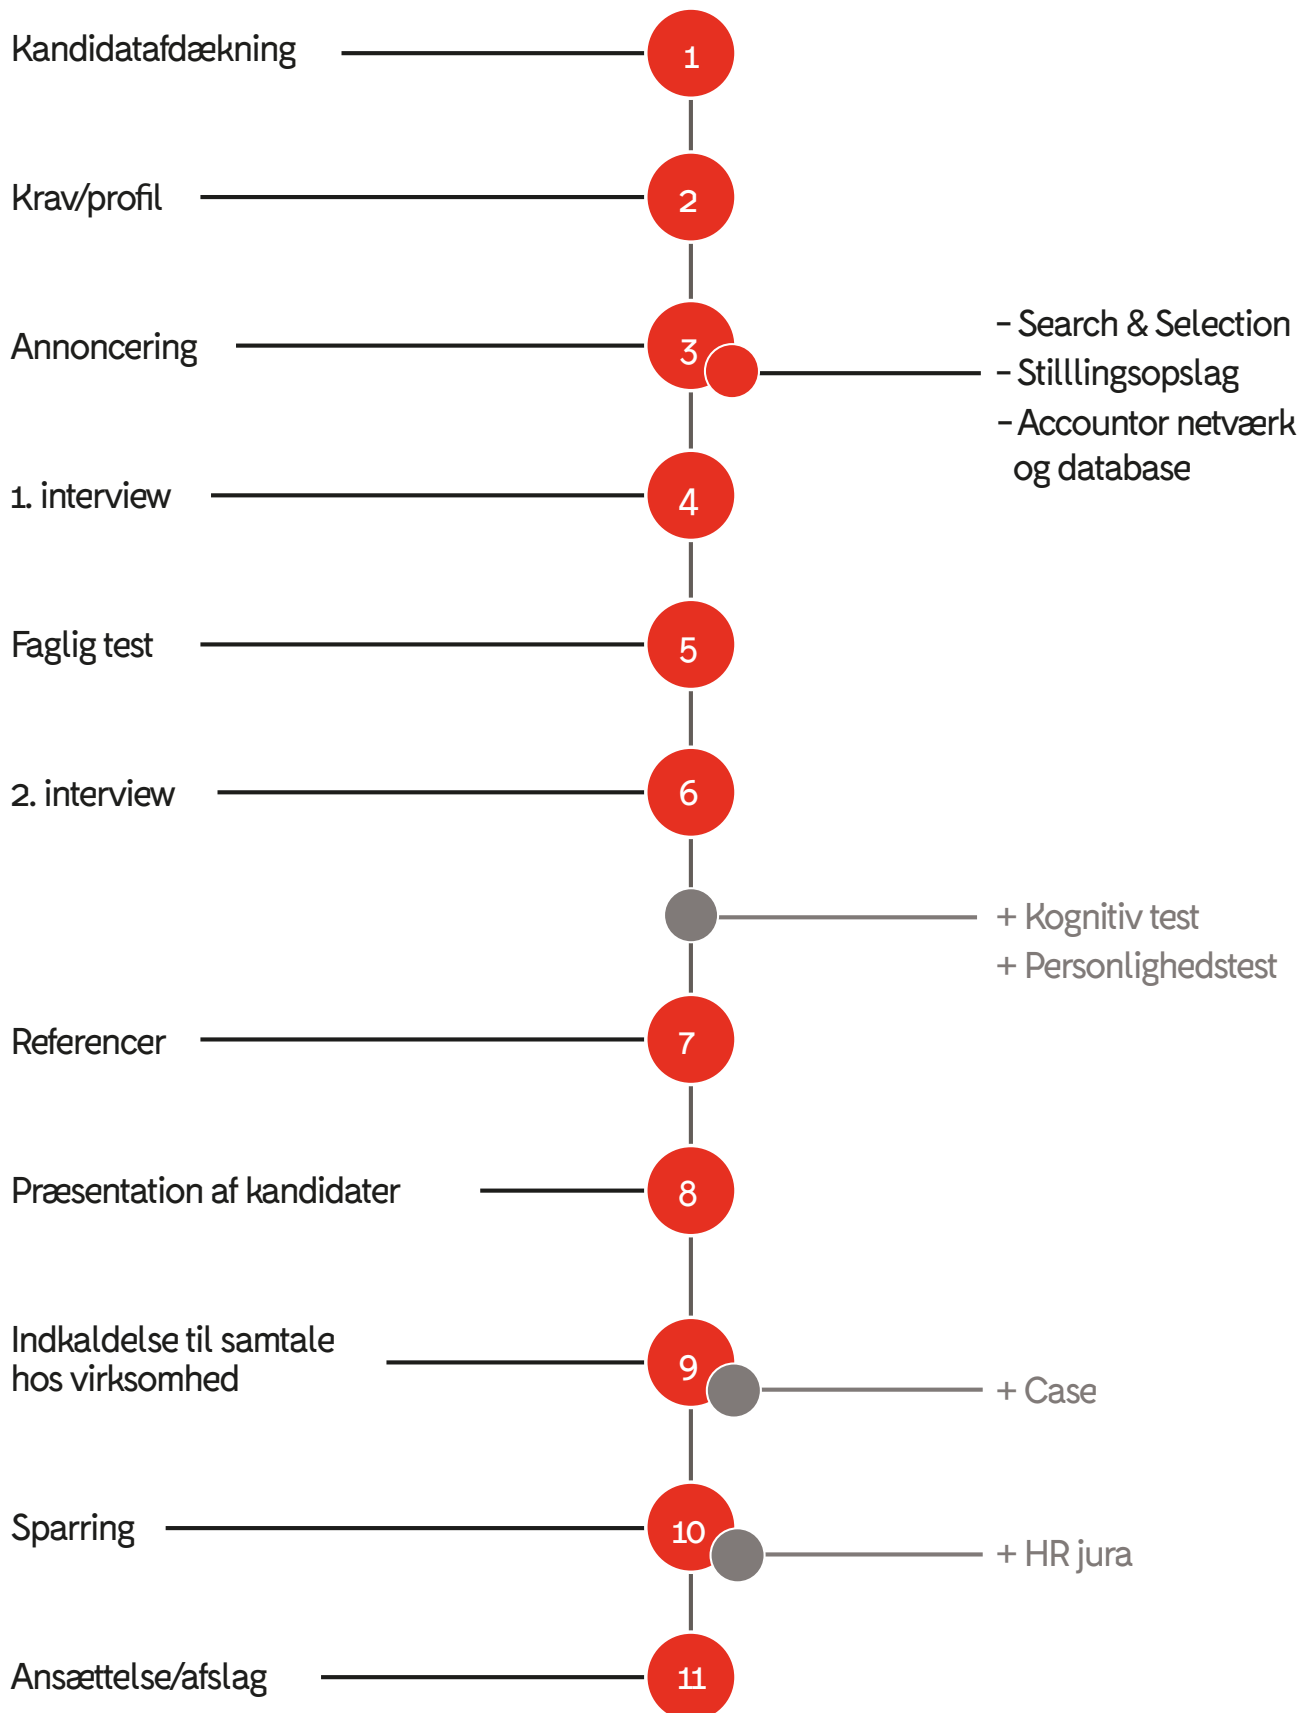 Kandidatafdækning
1
Krav/profil
2
Annoncering
3
- Search & Selection
- Stilllingsopslag
- Accountor netværk
og database
1. interview
4
Faglig test
5
2. interview
6
+ Kognitiv test
+ Personlighedstest
Referencer
7
Præsentation af kandidater
8
Indkaldelse til samtale
hos virksomhed
9
+ Case
Sparring
10
+ HR jura
Ansættelse/afslag
11